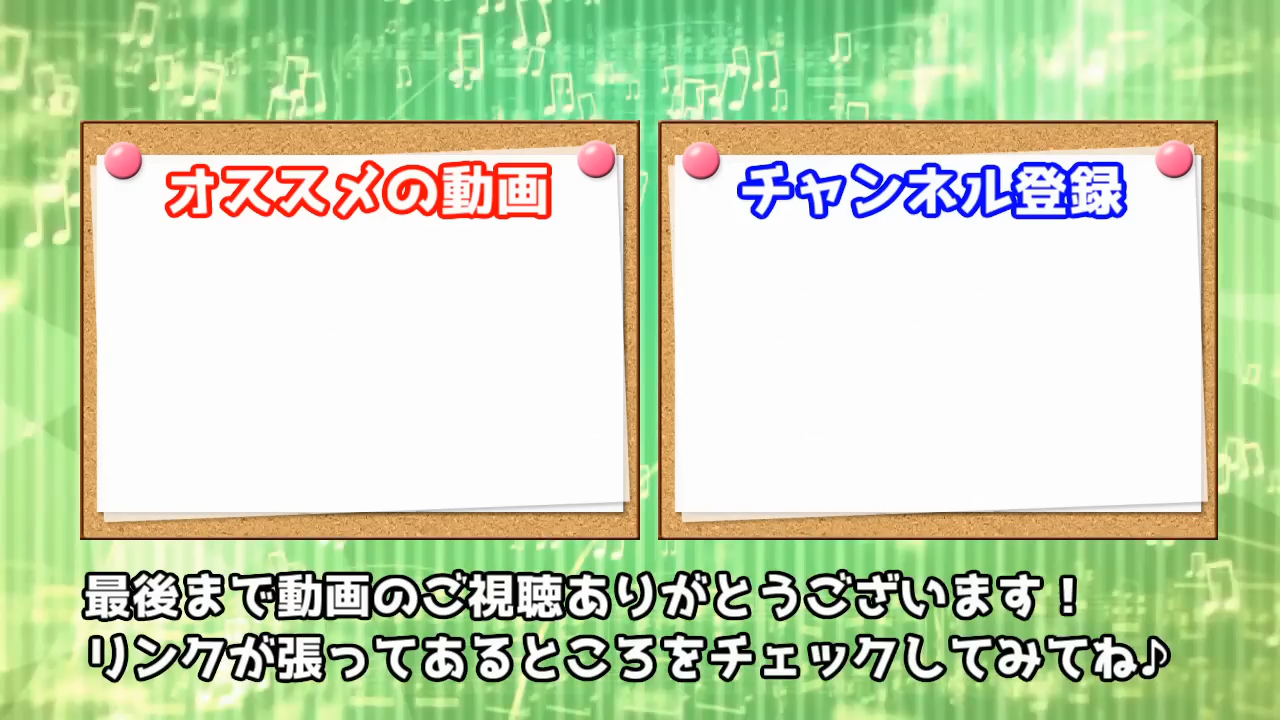 オススメの動画
チャンネル登録
最後まで動画のご視聴ありがとうございます！
リンクが張ってあるところをチェックしてみてね♪